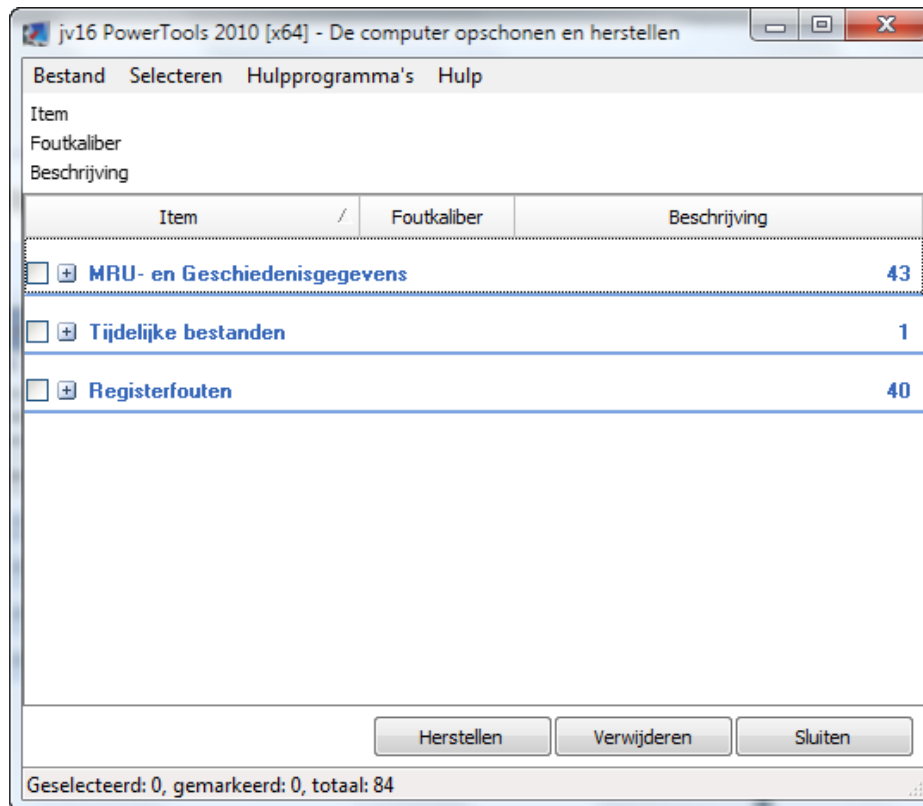 jv16 PowerTools 2010 [x64] - De computer opschonen en herstellen
Bestand Selecteren Hulpprogramma's Hulp
Item
Foutkaliber
Beschrijving
Item Foutkaliber Beschrijving
MRU- en Geschiedenisgegevens 43
Tijdelijke bestanden 1
Registerfouten 40
Herstellen Verwijderen Sluiten
Geselecteerd: 0, gemarkeerd: 0, totaal: 84